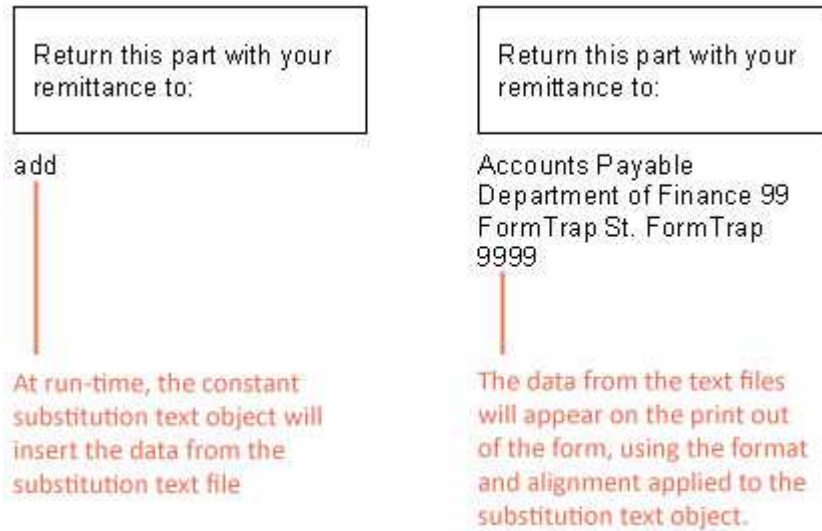 Return this part with your
remittance to:
add
At run-time, the constant
substitution text object will
insert the data from the
substitution text file
Return this part with your
remittance to:
Accounts Payable
Department of Finance 99
FormTrap St. FormTrap
9999
The data from the text files
will appear on the print out
of the form, using the format
and alignment applied to the
substitution text object.